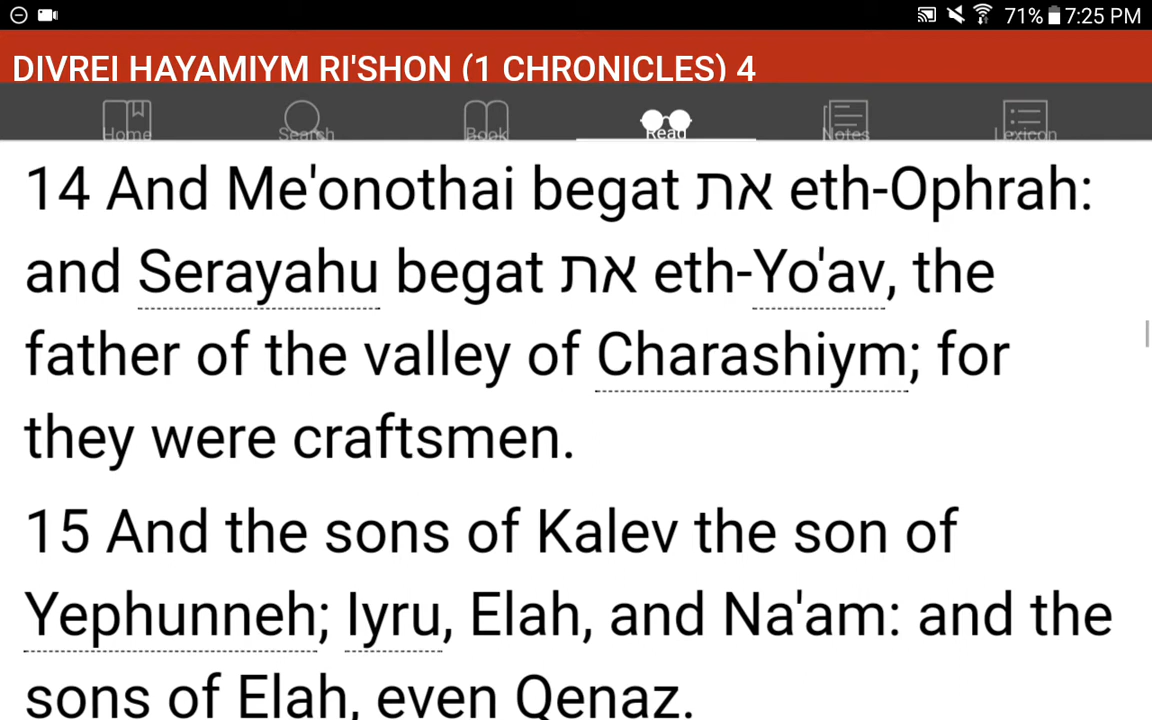 71% 7:25 PM
DIVREI HAYAMIYM RI'SHON (1 CHRONICLES) 4
Home Search Book Read Notes Lexicon
14 And Me'onothai begat את eth-Ophrah:
and Serayahu begat את eth-Yo'av, the
father of the valley of Charashiym; for
they were craftsmen.
15 And the sons of Kalev the son of
Yephunneh; Iyru, Elah, and Na'am: and the
sons of Elah, even Qenaz.